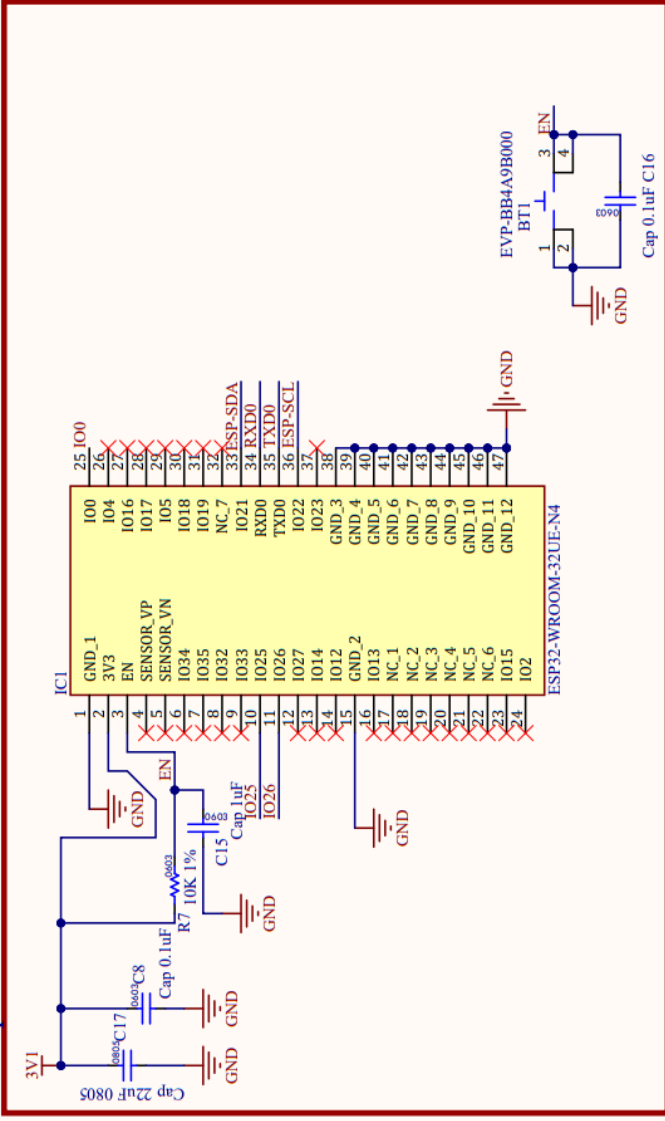 3V1
Cap 22uF 0805
0805
C17
GND
0603
C8
Cap 0.1uF
GND
R7
10K 1%
0603
EN
C15
0603
Cap 1uF
GND
GND
IO25
IO26
GND
IC1
1 GND_1
2 3V3
3 EN
4 SENSOR_VP
5 SENSOR_VN
6 IO34
7 IO35
8 IO32
9 IO33
10 IO25
11 IO26
12 IO27
13 IO14
14 IO12
15 GND_2
16 IO13
17 NC_1
18 NC_2
19 NC_3
20 NC_4
21 NC_5
22 NC_6
23 IO15
24 IO2
IO0 25 IO0
IO4 26
IO16 27
IO17 28
IO5 29
IO18 30
IO19 31
NC_7 32
IO21 33 ESP-SDA
RXD0 34 RXD0
TXD0 35 TXD0
IO22 36 ESP-SCL
IO23 37
GND_3 38
GND_4 39
GND_5 40
GND_6 41
GND_7 42
GND_8 43
GND_9 44
GND_10 45
GND_11 46
GND_12 47
ESP32-WROOM-32UE-N4
GND
EVP-BB4A9B000
BT1
1
2
3
4
EN
0603
Cap 0.1uF C16
GND